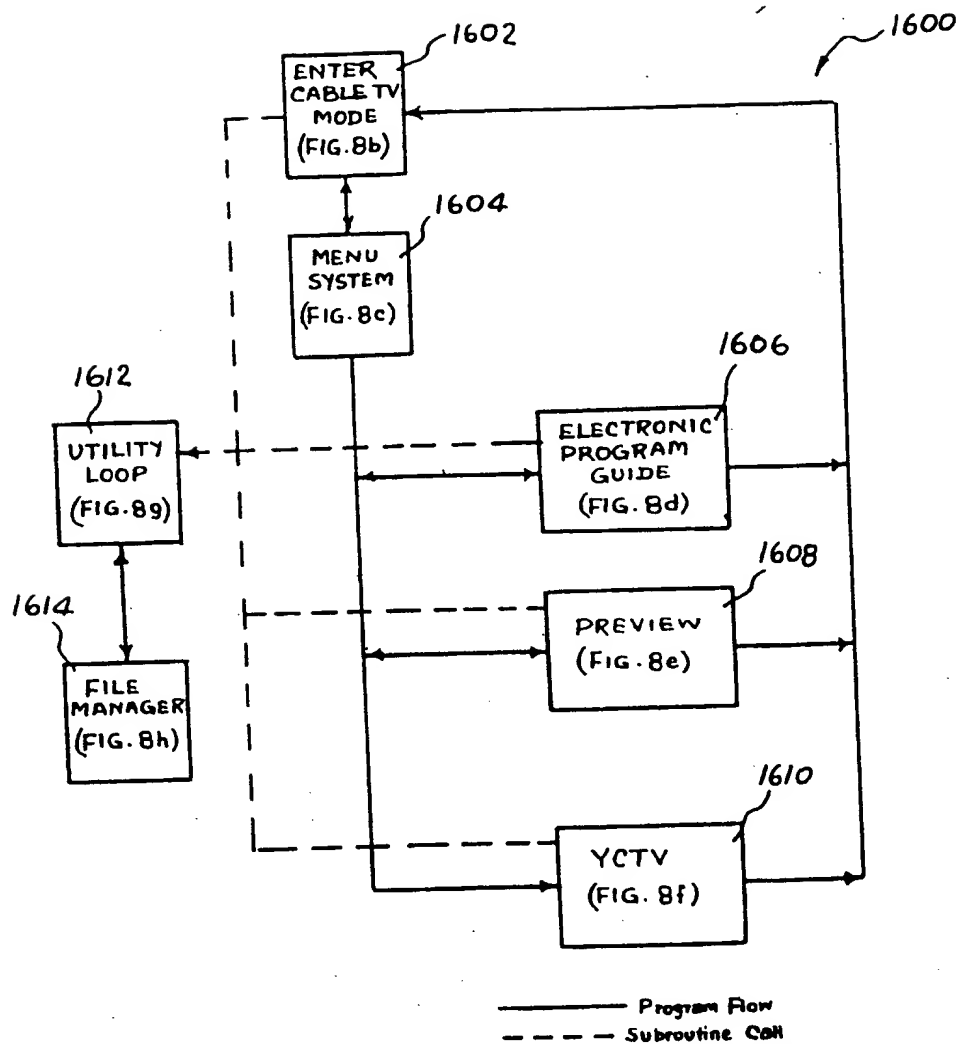 1600
1602
ENTER
CABLE TV
MODE
(FIG. 8b)
1604
MENU
SYSTEM
(FIG. 8c)
1606
ELECTRONIC
PROGRAM
GUIDE
(FIG. 8d)
1612
UTILITY
LOOP
(FIG. 8g)
1608
PREVIEW
(FIG. 8e)
1614
FILE
MANAGER
(FIG. 8h)
1610
YCTV
(FIG. 8f)
Program Flow
Subroutine Call